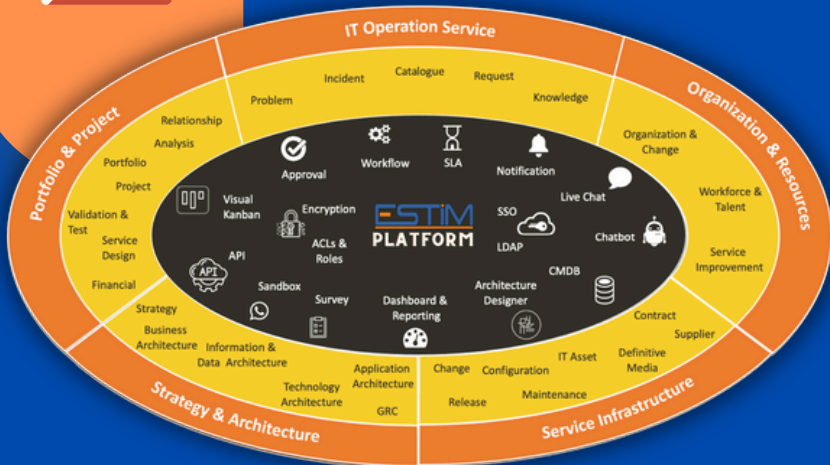 IT Operation Service
Problem
Incident
Catalogue
Request
Knowledge
Organization & Resources
Organization &
Change
Workforce &
Talent
Service
Improvement
Service Infrastructure
Contract
Supplier
Definitive
Media
IT Asset
Maintenance
Configuration
Change
Release
Strategy & Architecture
Strategy
Business
Architecture
Information &
Data Architecture
Technology
Architecture
Application
Architecture
GRC
Portfolio & Project
Relationship
Analysis
Portfolio
Project
Validation &
Test
Service
Design
Financial
Approval
Workflow
SLA
Notification
Live Chat
Chatbot
Visual
Kanban
Encryption
ACLs &
Roles
ESTiM
PLATFORM
SSO
LDAP
CMDB
API
API
Sandbox
Survey
Dashboard &
Reporting
Architecture
Designer